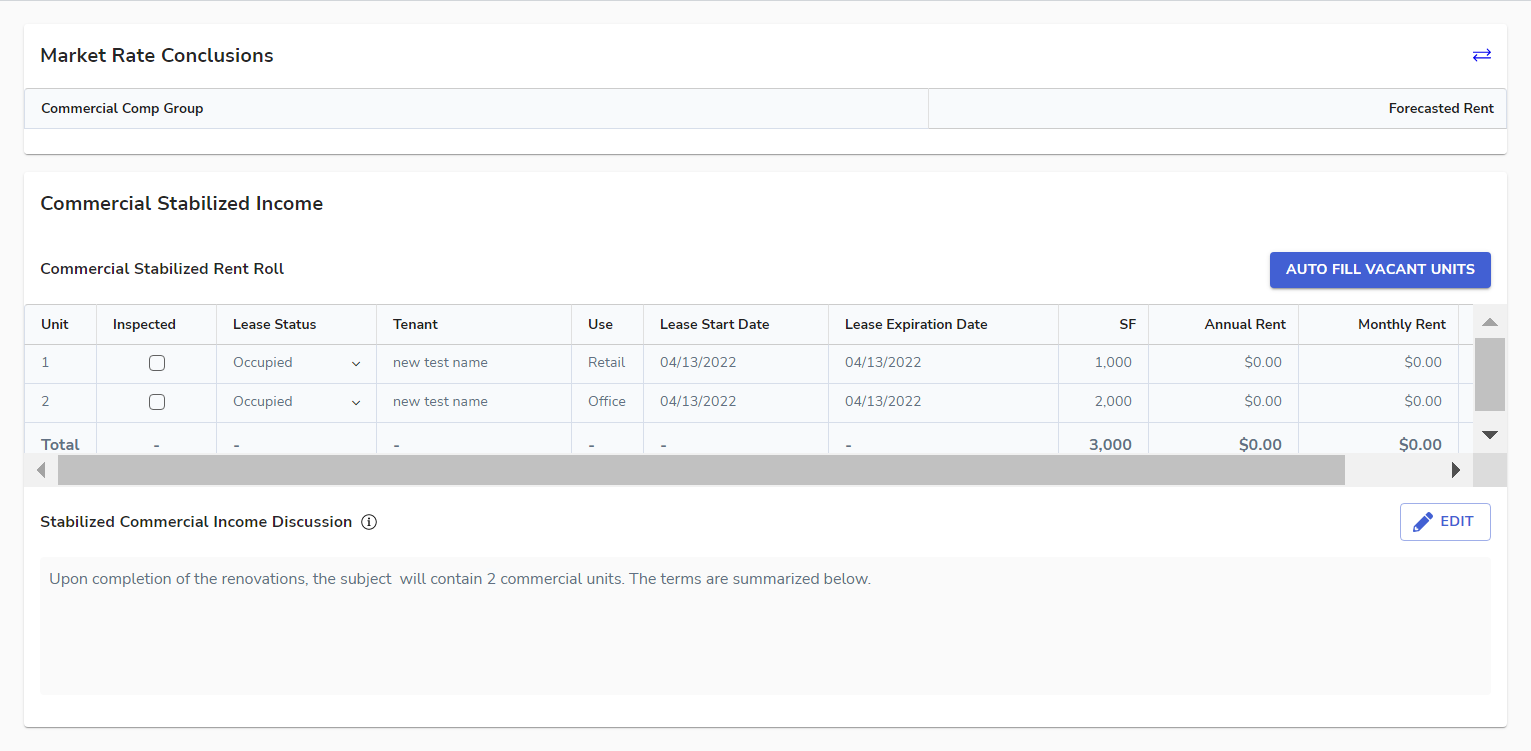 Market Rate Conclusions
Commercial Comp Group Forecasted Rent
Commercial Stabilized Income
Commercial Stabilized Rent Roll AUTO FILL VACANT UNITS
Unit Inspected Lease Status Tenant Use Lease Start Date Lease Expiration Date SF Annual Rent Monthly Rent
1 Occupied new test name Retail 04/13/2022 04/13/2022 1,000 $0.00 $0.00
2 Occupied new test name Office 04/13/2022 04/13/2022 2,000 $0.00 $0.00
Total - - - - - - 3,000 $0.00 $0.00
Stabilized Commercial Income Discussion EDIT
Upon completion of the renovations, the subject  will contain 2 commercial units. The terms are summarized below.